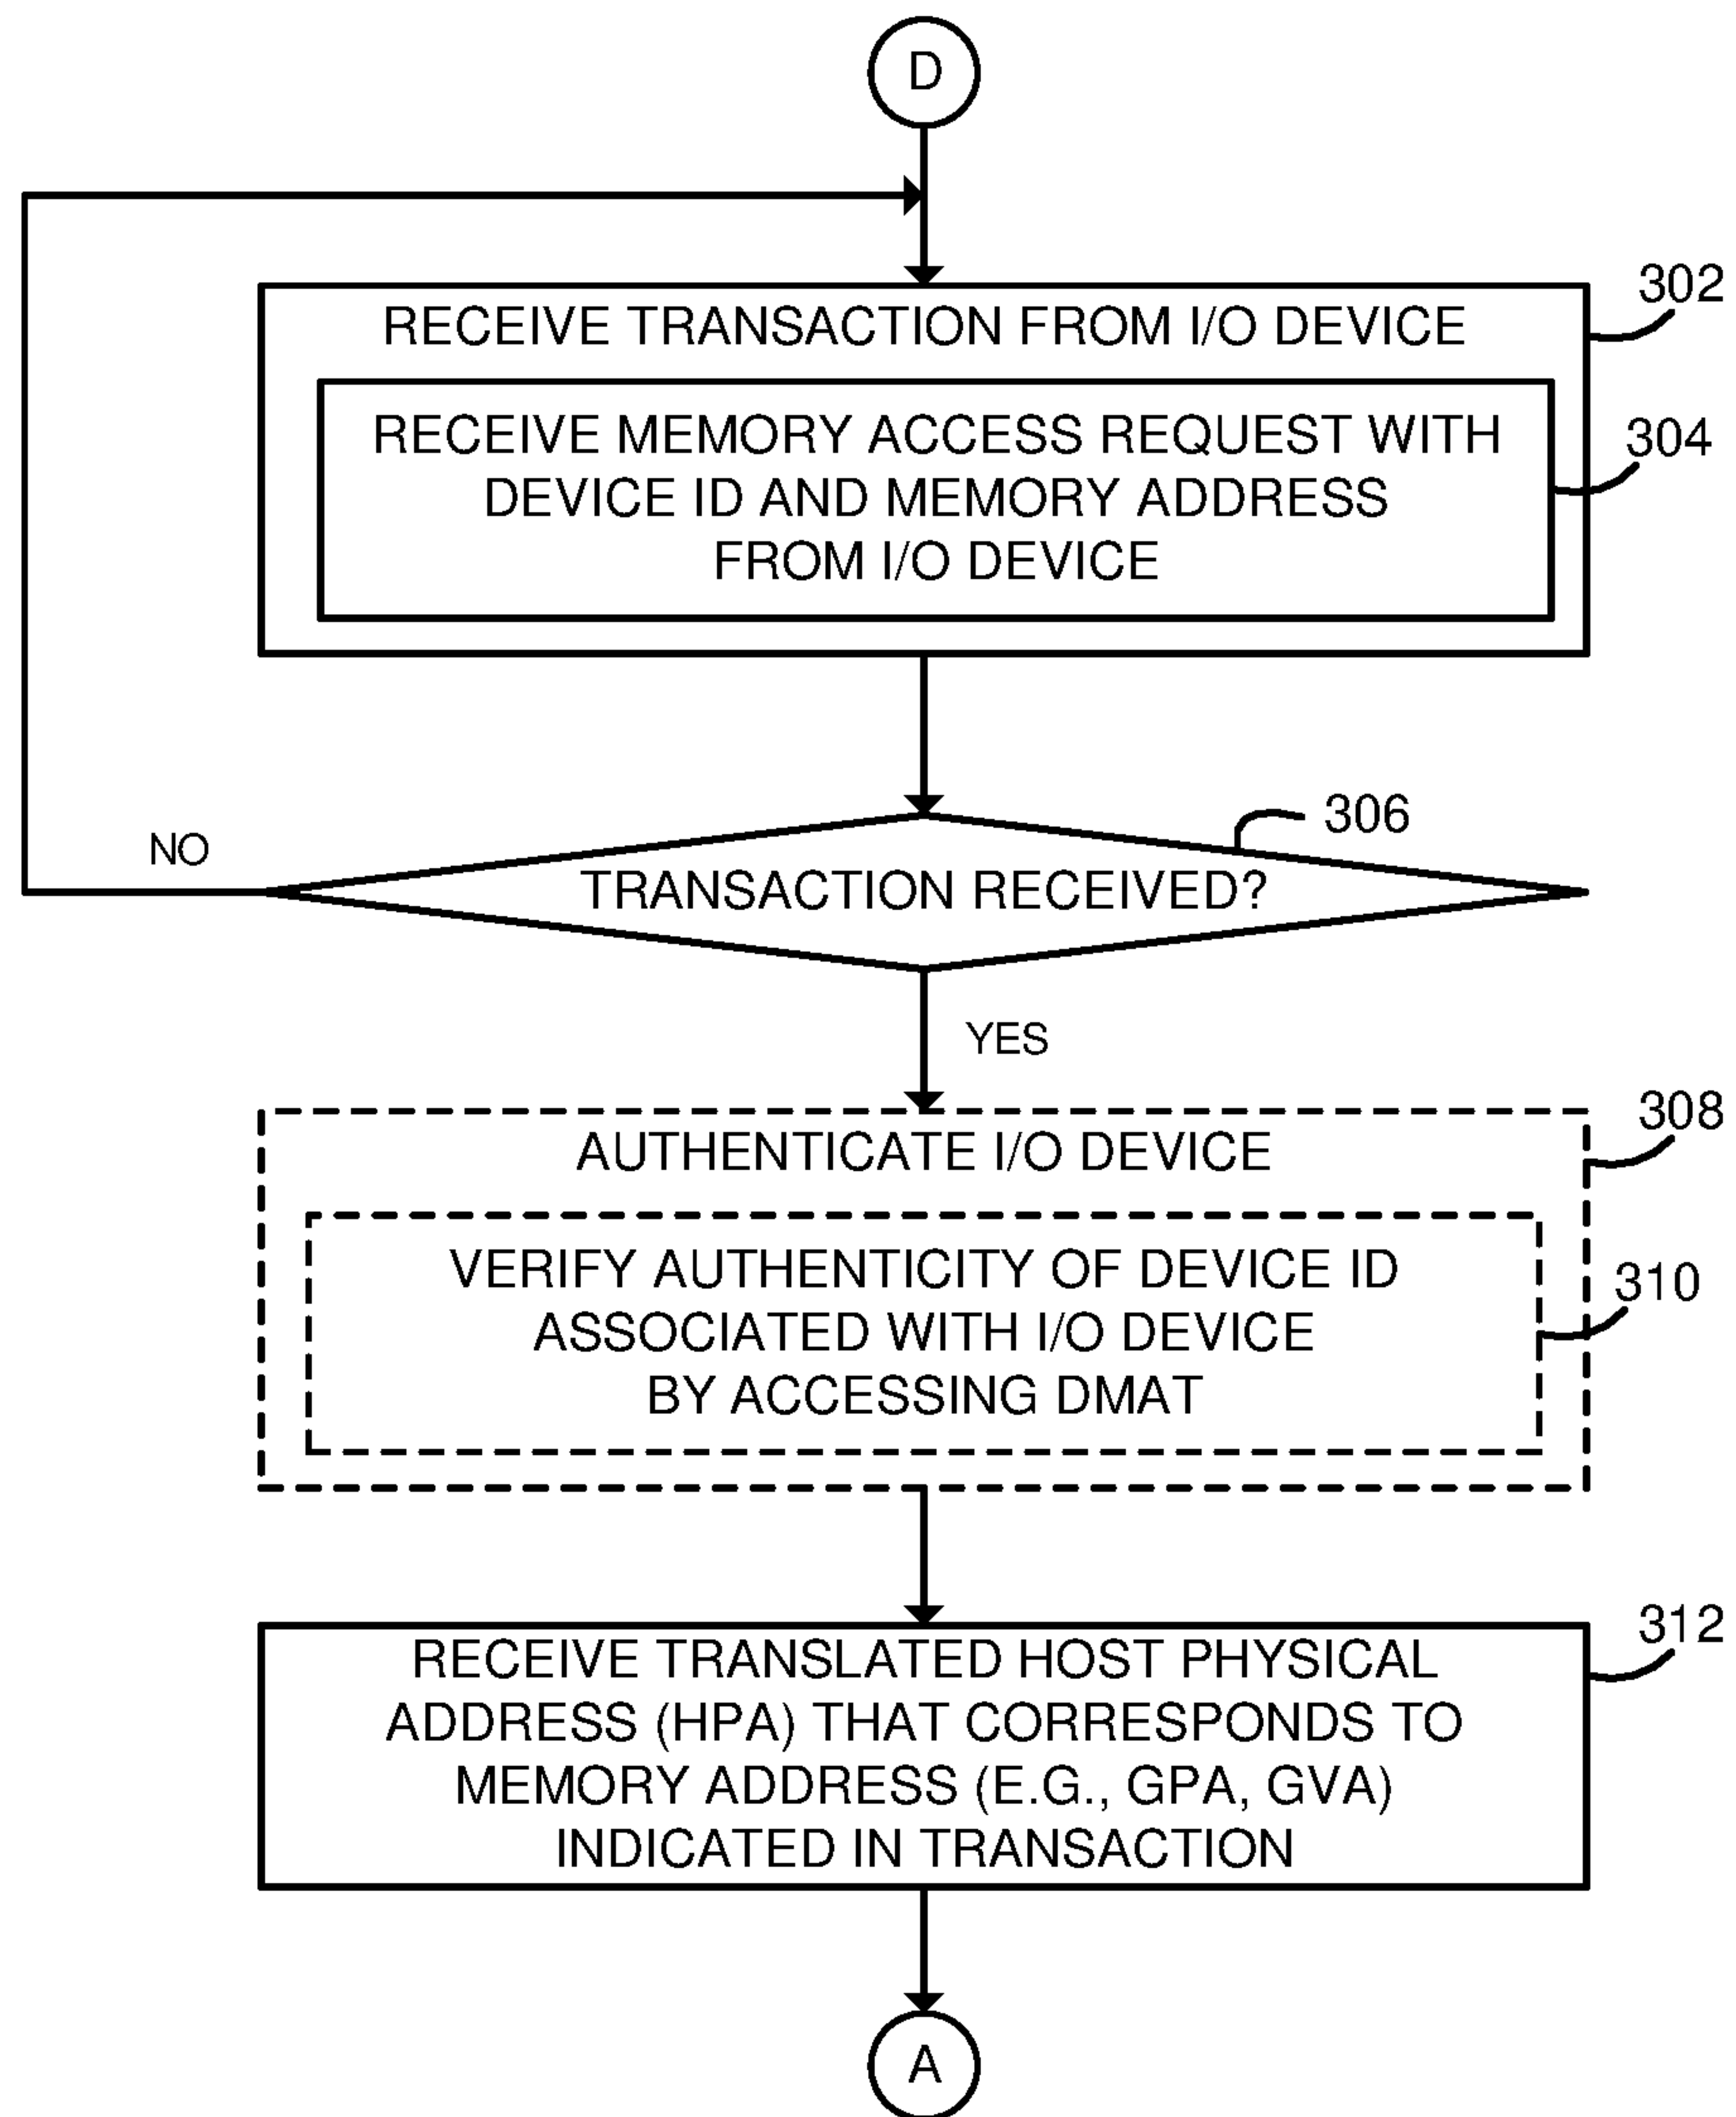 D
302
RECEIVE TRANSACTION FROM I/O DEVICE
304
RECEIVE MEMORY ACCESS REQUEST WITH
DEVICE ID AND MEMORY ADDRESS
FROM I/O DEVICE
306
NO
TRANSACTION RECEIVED?
YES
308
AUTHENTICATE I/O DEVICE
310
VERIFY AUTHENTICITY OF DEVICE ID
ASSOCIATED WITH I/O DEVICE
BY ACCESSING DMAT
312
RECEIVE TRANSLATED HOST PHYSICAL
ADDRESS (HPA) THAT CORRESPONDS TO
MEMORY ADDRESS (E.G., GPA, GVA)
INDICATED IN TRANSACTION
A